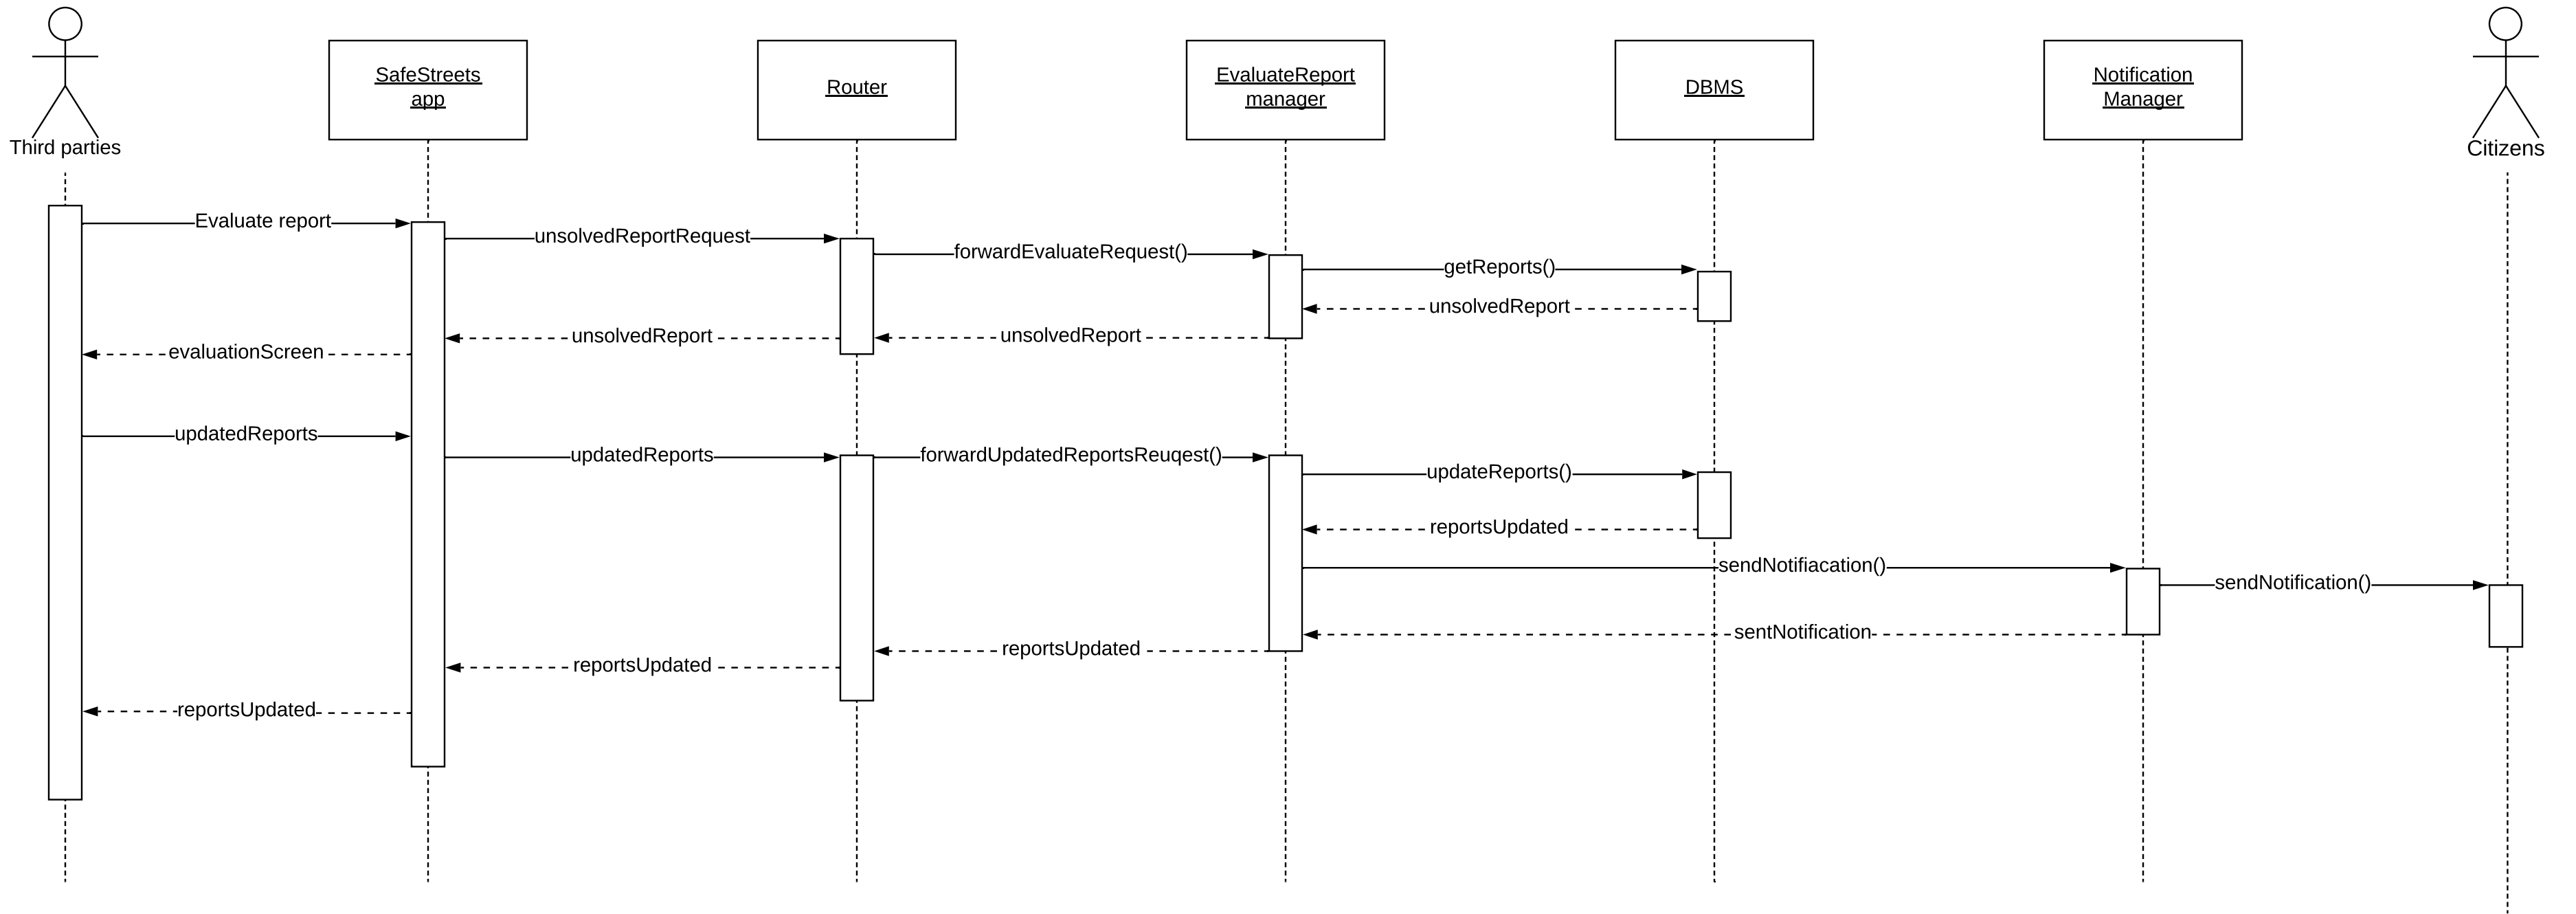 Third parties
SafeStreets
app
Router
EvaluateReport
manager
DBMS
Notification
Manager
Citizens
Evaluate report
unsolvedReportRequest
forwardEvaluateRequest()
getReports()
unsolvedReport
unsolvedReport
unsolvedReport
evaluationScreen
updatedReports
updatedReports
forwardUpdatedReportsReuqest()
updateReports()
reportsUpdated
sendNotifiacation()
sendNotification()
sentNotification
reportsUpdated
reportsUpdated
reportsUpdated